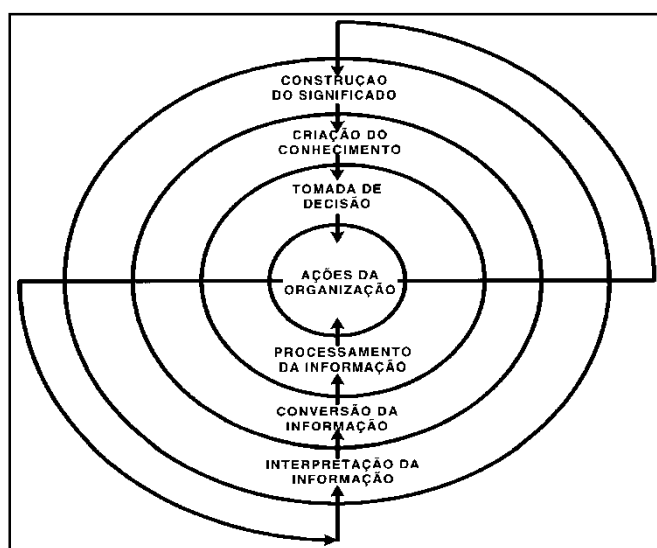 CONSTRUÇAO
DO SIGNIFICADO
CRIAÇÃO DO
CONHECIMENTO
TOMADA DE
DECISÃO
AÇÕES DA
ORGANIZAÇÃO
PROCESSAMENTO
DA INFORMAÇÃO
CONVERSÃO DA
INFORMAÇÃO
INTERPRETAÇÃO DA
INFORMAÇÃO